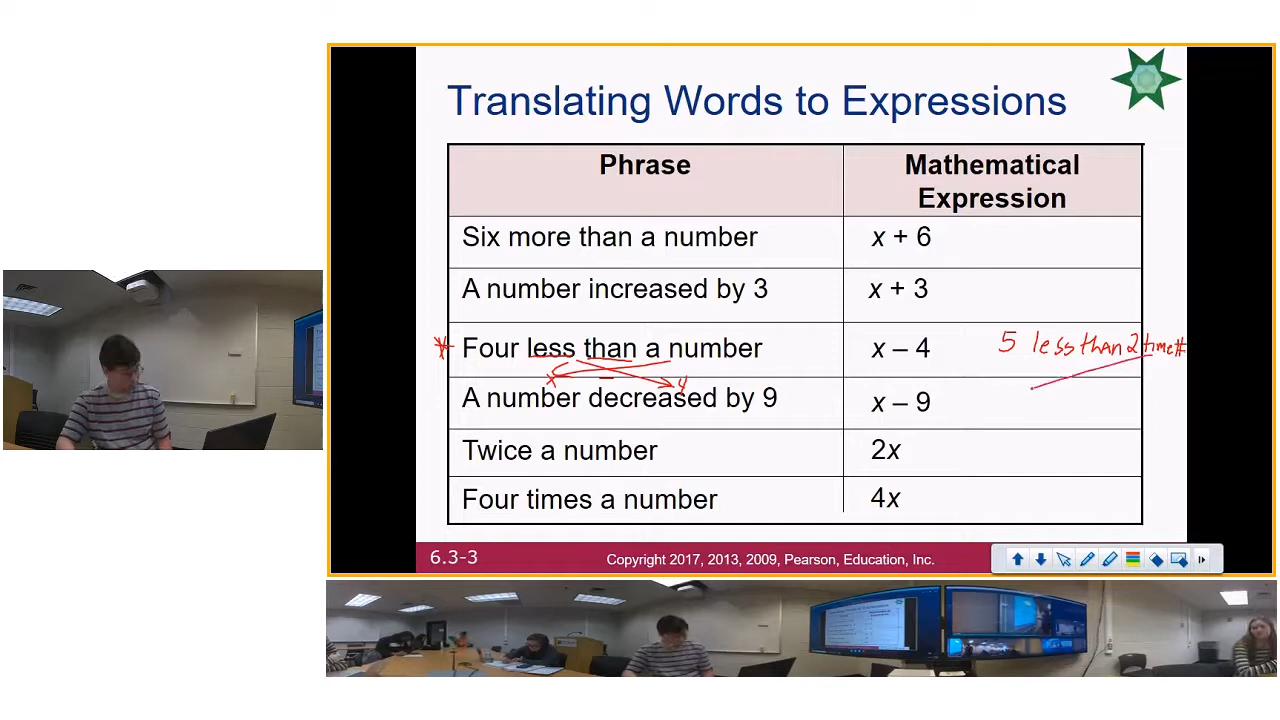 Translating Words to Expressions
Phrase
Mathematical
Expression
Six more than a number
x + 6
A number increased by 3
x + 3
* Four less than a number
x – 4
5 less than 2 time #
x 4
A number decreased by 9
x – 9
Twice a number
2x
Four times a number
4x
6.3-3
Copyright 2017, 2013, 2009, Pearson, Education, Inc.